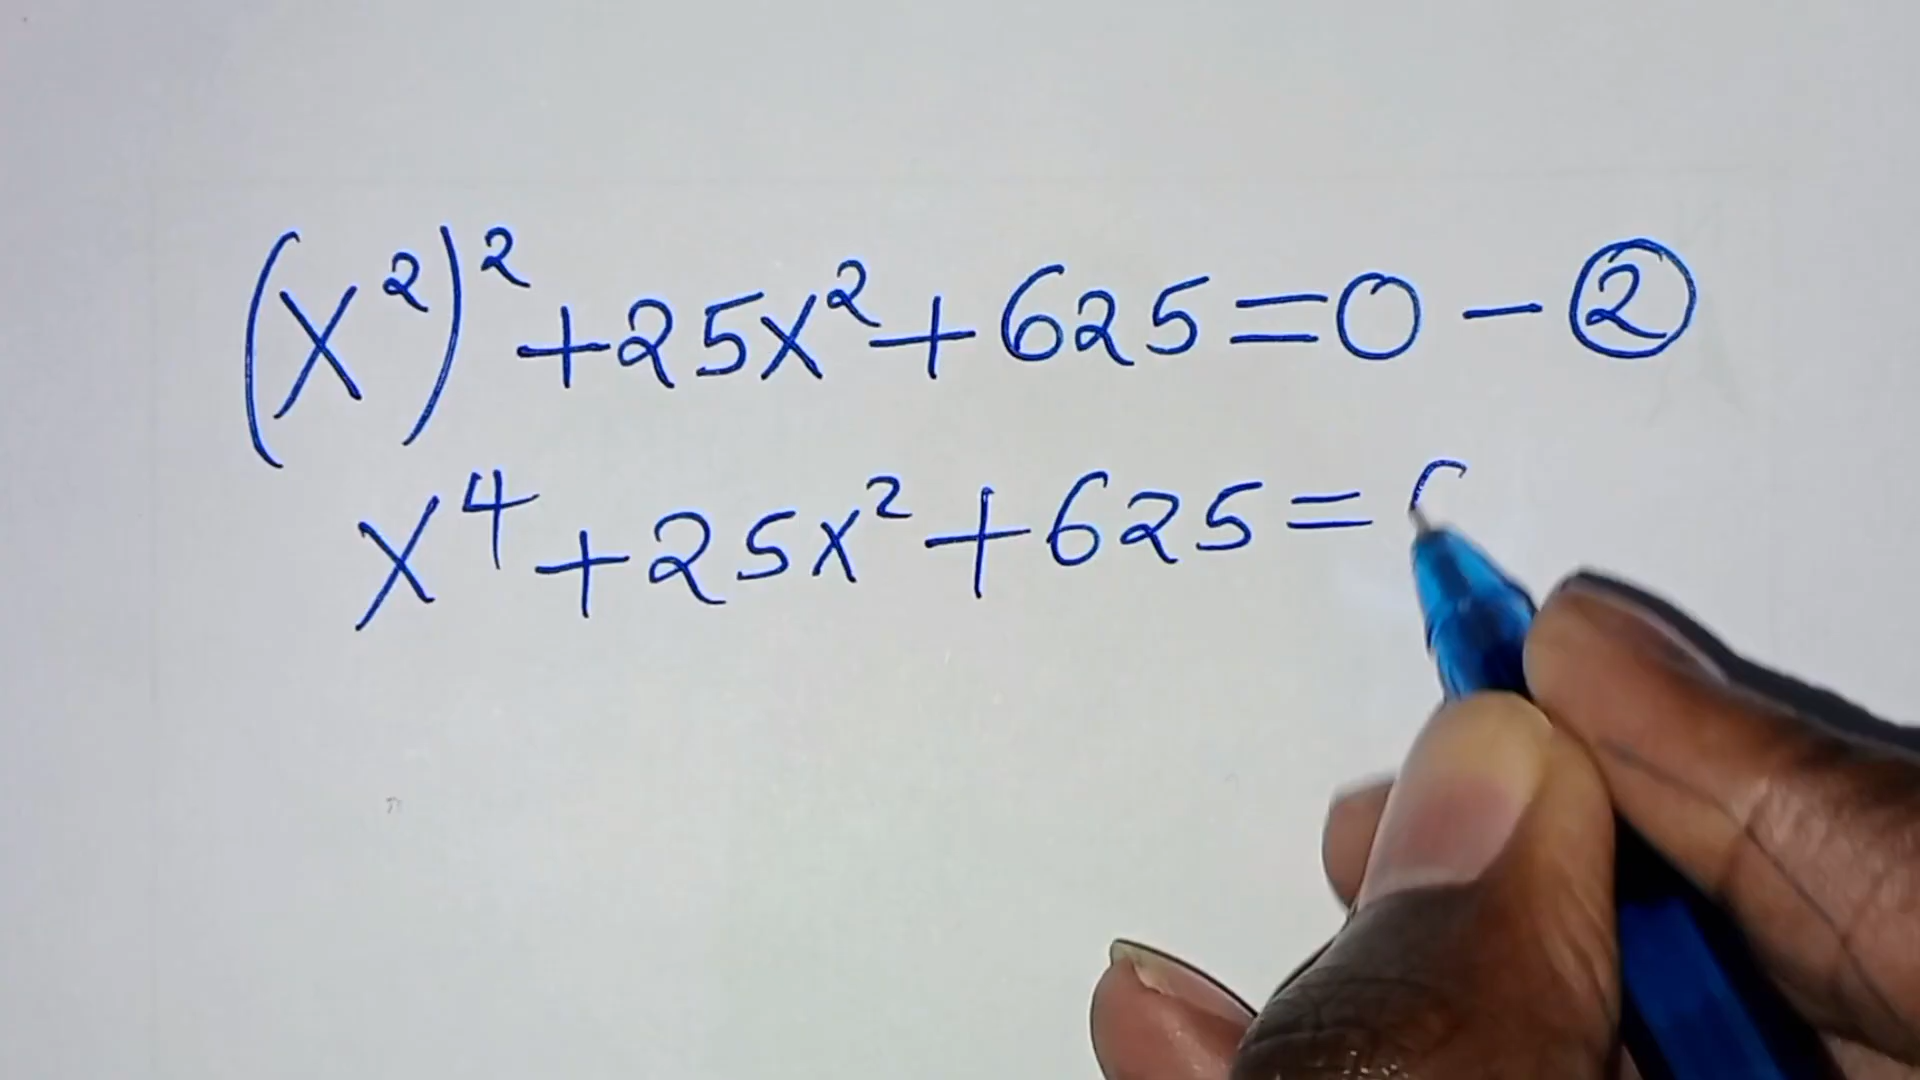 (x²)² + 25x² + 625 = 0 – ②
x⁴ + 25x² + 625 =